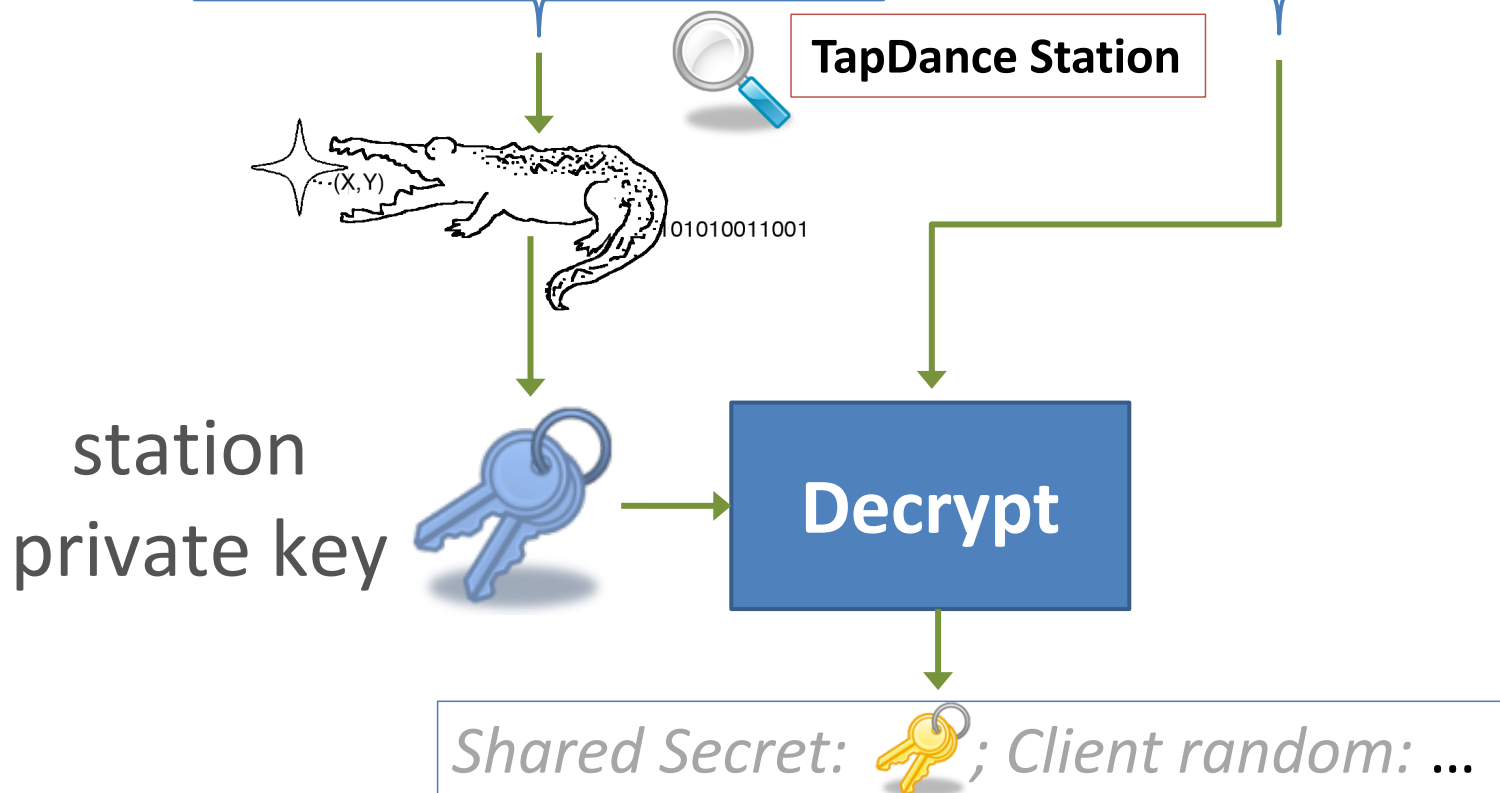 TapDance Station
(X,Y)
101010011001
station
private key
Decrypt
Shared Secret: ; Client random: ...